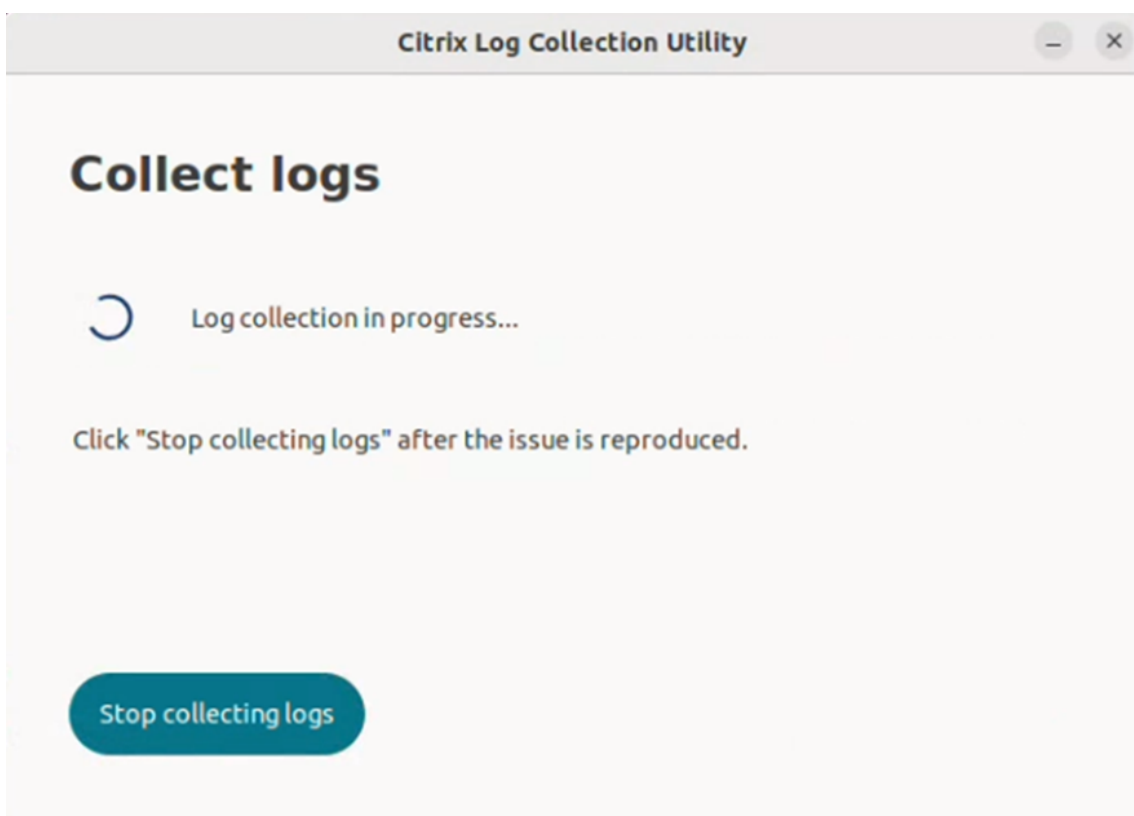 Citrix Log Collection Utility
Collect logs
Log collection in progress...
Click "Stop collecting logs" after the issue is reproduced.
Stop collecting logs